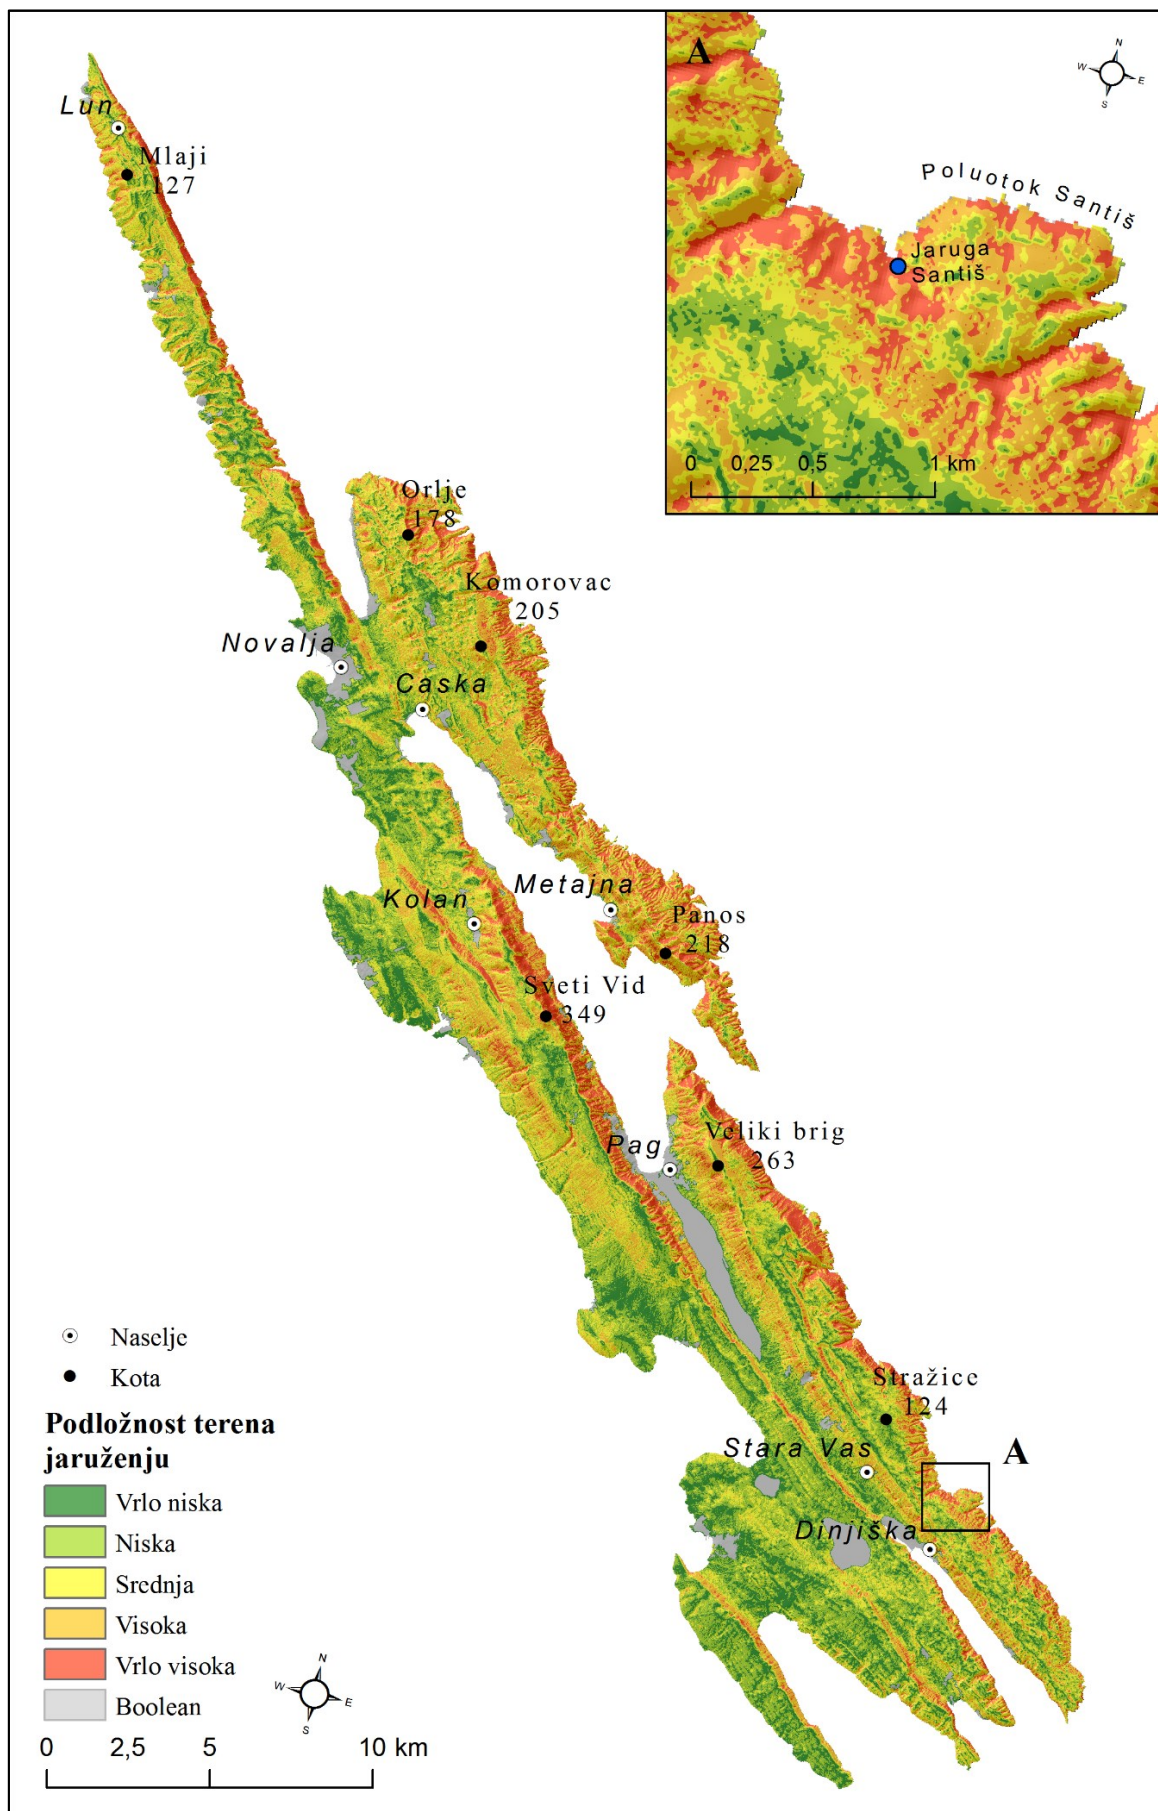 A
N
W
E
S
Poluotok Santiš
Jaruga
Santiš
0 0,25 0,5 1 km
Lun
Mlaji
127
Orlje
178
Komorovac
205
Novalja
Caska
Metajna
Kolan
Panos
218
Sveti Vid
349
Pag
Veliki brig
263
Stražice
124
Stara Vas
A
Dinjiška
Naselje
Kota
Podložnost terena
jaruženju
Vrlo niska
Niska
Srednja
Visoka
Vrlo visoka
Boolean
N
W
E
S
0 2,5 5 10 km